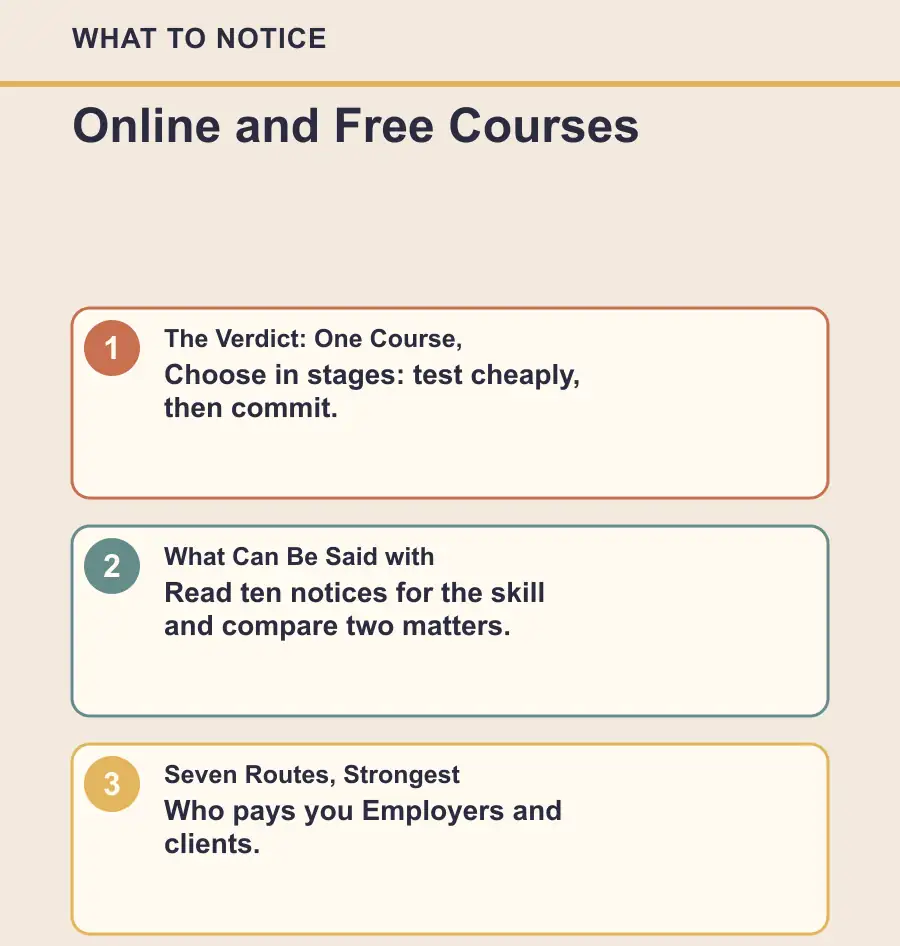 WHAT TO NOTICE
Online and Free Courses
1
The Verdict: One Course,
Choose in stages: test cheaply,
then commit.
2
What Can Be Said with
Read ten notices for the skill
and compare two matters.
3
Seven Routes, Strongest
Who pays you Employers and
clients.